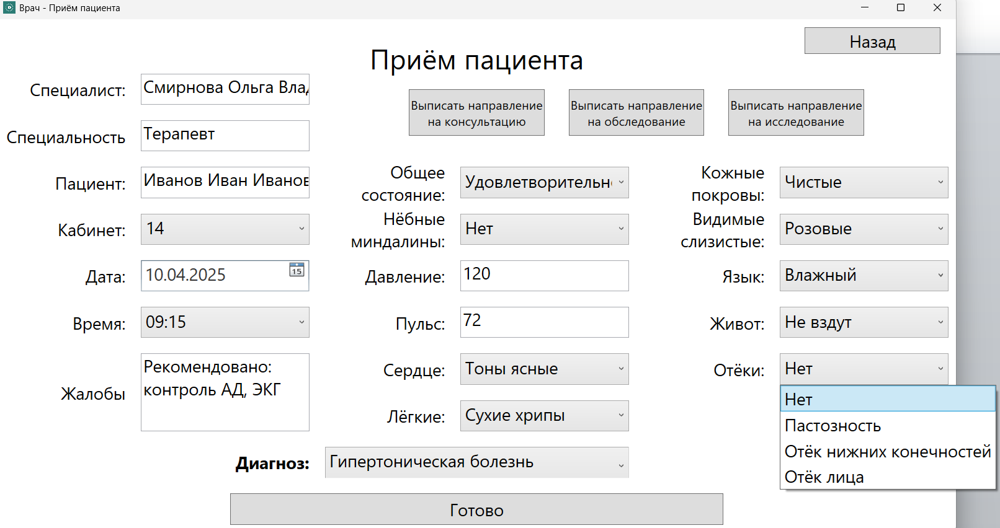 Врач - Приём пациента
Назад
Приём пациента
Специалист:
Смирнова Ольга Влад
Выписать направление
на консультацию
Выписать направление
на обследование
Выписать направление
на исследование
Специальность
Терапевт
Пациент:
Иванов Иван Иванов
Общее
состояние:
Удовлетворительн
Кожные
покровы:
Чистые
Кабинет:
14
Нёбные
миндалины:
Нет
Видимые
слизистые:
Розовые
Дата:
10.04.2025
15
Давление:
120
Язык:
Влажный
Время:
09:15
Пульс:
72
Живот:
Не вздут
Жалобы
Рекомендовано:
контроль АД, ЭКГ
Сердце:
Тоны ясные
Отёки:
Нет
Нет
Пастозность
Отёк нижних конечностей
Отёк лица
Лёгкие:
Сухие хрипы
Диагноз:
Гипертоническая болезнь
Готово